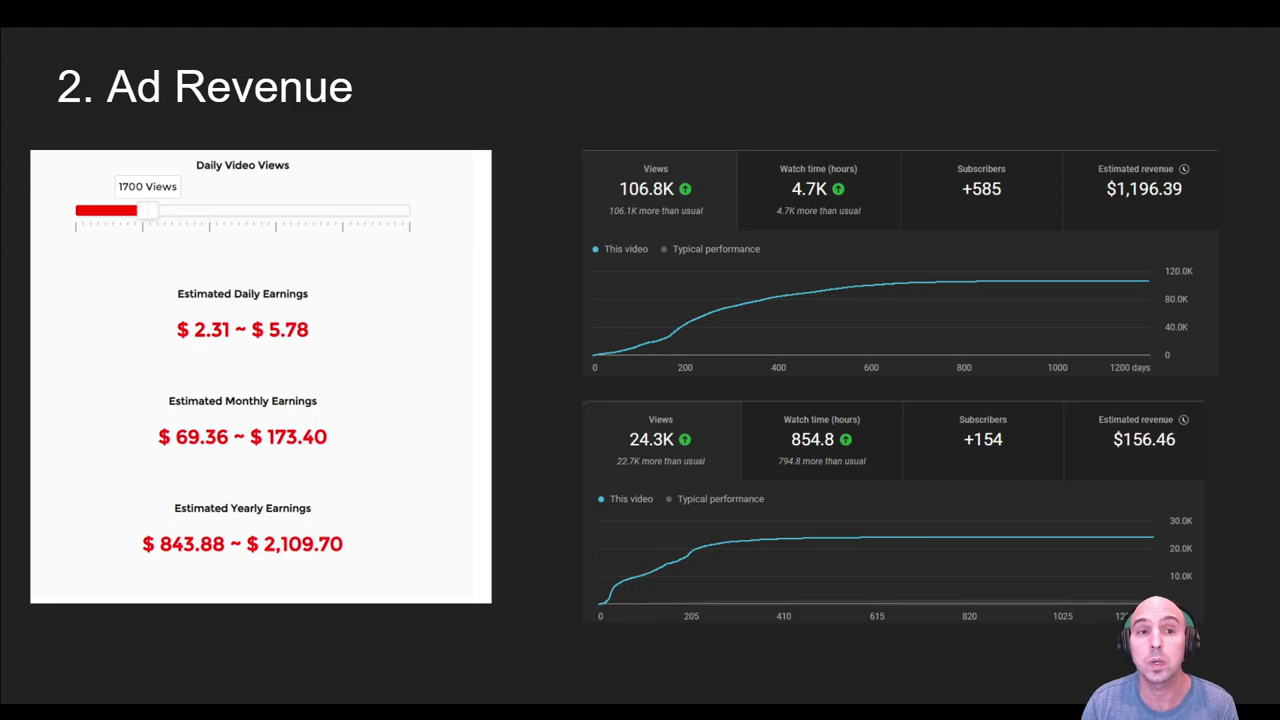 2. Ad Revenue
Daily Video Views
1700 Views
Estimated Daily Earnings
$ 2.31 ~ $ 5.78
Estimated Monthly Earnings
$ 69.36 ~ $ 173.40
Estimated Yearly Earnings
$ 843.88 ~ $ 2,109.70
Views Watch time (hours) Subscribers Estimated revenue
106.8K 4.7K +585 $1,196.39
106.1K more than usual 4.7K more than usual
This video Typical performance
120.0K
80.0K
40.0K
0
0 200 400 600 800 1000 1200 days
Views Watch time (hours) Subscribers Estimated revenue
24.3K 854.8 +154 $156.46
22.7K more than usual 794.8 more than usual
This video Typical performance
30.0K
20.0K
10.0K
0 205 410 615 820 1025